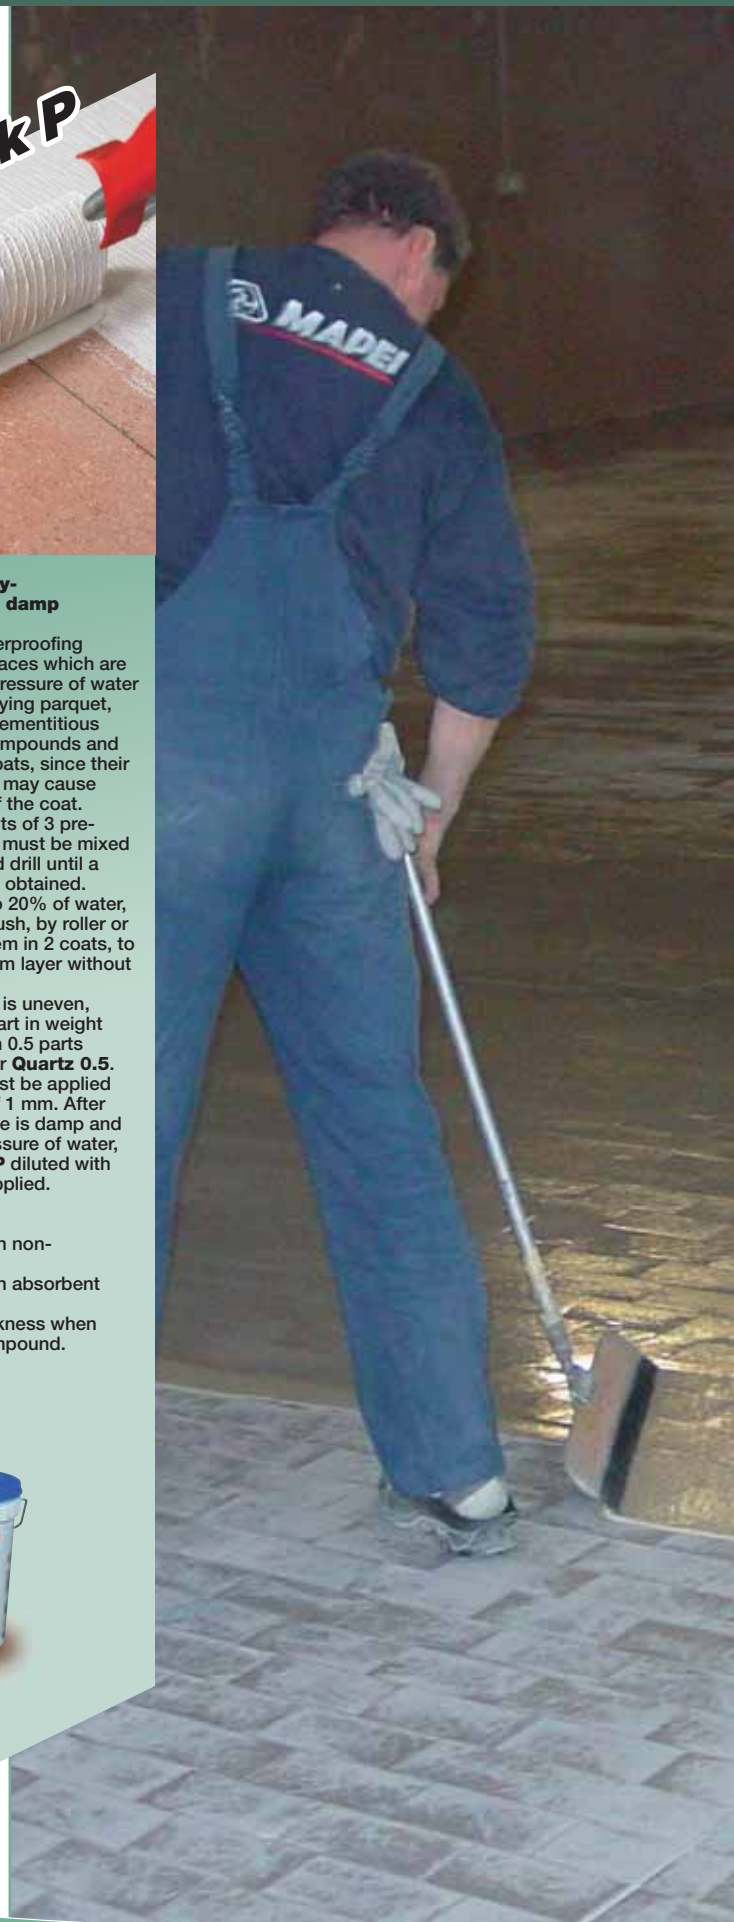 k P
MAPEI
y-
damp
erproofing
aces which are
ressure of water
ying parquet,
ementitious
mpounds and
oats, since their
may cause
f the coat.
ts of 3 pre-
must be mixed
d drill until a
obtained.
o 20% of water,
ush, by roller or
em in 2 coats, to
m layer without
is uneven,
art in weight
n 0.5 parts
r Quartz 0.5.
st be applied
f 1 mm. After
e is damp and
ssure of water,
P diluted with
pplied.
n non-
n absorbent
kness when
mpound.